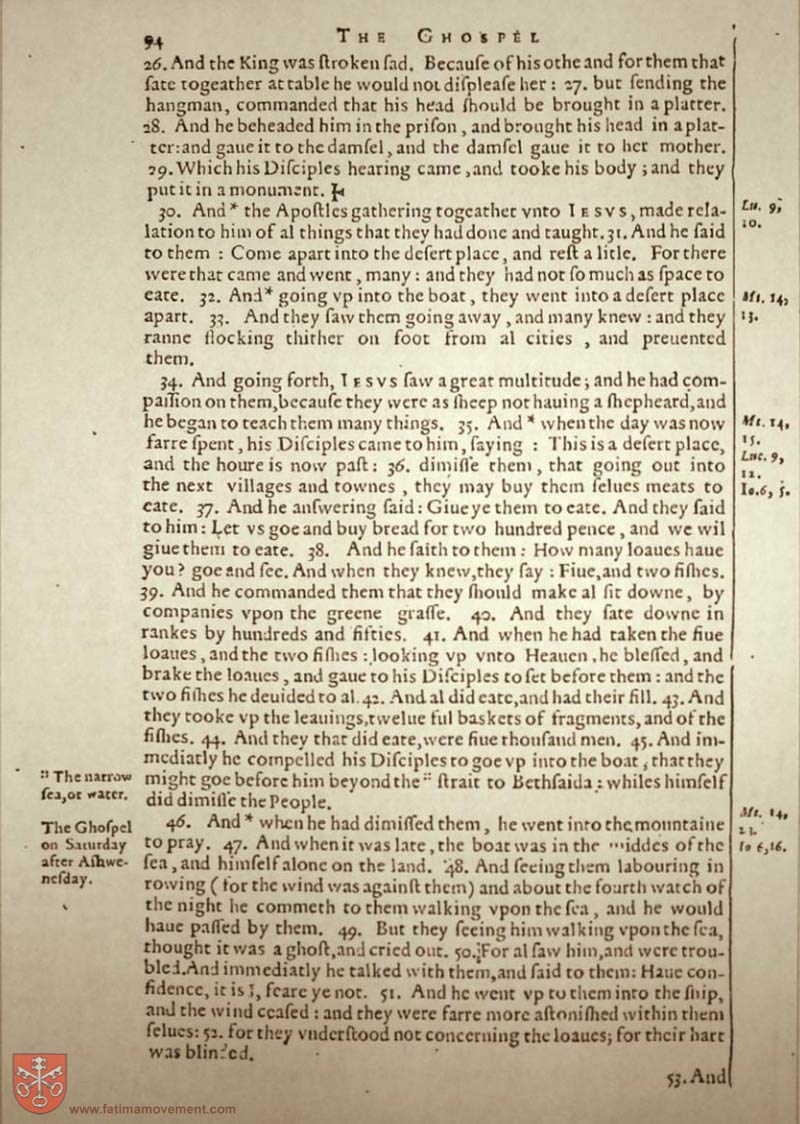 94
THE GHOSPEL
26. And the King was ſtroken ſad. Becauſe of his othe and for them that
ſate togeather at table he would not diſpleaſe her: 27. but ſending the
hangman, commanded that his head ſhould be brought in a platter.
28. And he beheaded him in the priſon, and brought his head in a plat-
ter: and gaue it to the damſel, and the damſel gaue it to her mother.
29. Which his Diſciples hearing came, and tooke his body; and they
put it in a monument.
30. And* the Apoſtles gathering togeather vnto IESVS, made rela-
lation to him of al things that they had done and taught. 31. And he ſaid
to them: Come apart into the deſert place, and reſt a litle. For there
were that came and went, many: and they had not ſo much as ſpace to
eate. 32. And* going vp into the boat, they went into a deſert place
apart. 33. And they ſaw them going away, and many knew: and they
ranne flocking thither on foot from al cities, and preuented
them.
34. And going forth, IESVS ſaw a great multitude; and he had com-
paſſion on them, becauſe they were as ſheep not hauing a ſhepheard, and
he began to teach them many things. 35. And* when the day was now
farre ſpent, his Diſciples came to him, ſaying: This is a deſert place,
and the houre is now paſt: 36. dimiſſe them, that going out into
the next villages and townes, they may buy them ſelues meats to
eate. 37. And he anſwering ſaid: Giue ye them to eate. And they ſaid
to him: Let vs goe and buy bread for two hundred pence, and we wil
giue them to eate. 38. And he ſaith to them: How many loaues haue
you? goe and ſee. And when they knew, they ſay: Fiue, and two fiſhes.
39. And he commanded them that they ſhould make al ſit downe, by
companies vpon the greene graſſe. 40. And they ſate downe in
rankes by hundreds and fifties. 41. And when he had taken the fiue
loaues, and the two fiſhes: looking vp vnto Heauen, he bleſſed, and
brake the loaues, and gaue to his Diſciples to ſet before them: and the
two fiſhes he deuided to al. 42. And al did eate, and had their fill. 43. And
they tooke vp the leauings, twelue ful baskets of fragments, and of the
fiſhes. 44. And they that did eate, were fiue thouſand men. 45. And im-
mediatly he compelled his Diſciples to goe vp into the boat, that they
might goe before him beyond the " ſtrait to Bethſaida: whiles himſelf
did dimiſſe the People.
46. And* when he had dimiſſed them, he went into the mountaine
to pray. 47. And when it was late, the boat was in the middes of the
ſea, and himſelf alone on the land. 48. And ſeeing them labouring in
rowing (for the wind was againſt them) and about the fourth watch of
the night he commeth to them walking vpon the ſea, and he would
haue paſſed by them. 49. But they ſeeing him walking vpon the ſea,
thought it was a ghoſt, and cried out. 50. For al ſaw him, and were trou-
bled. And immediatly he talked with them, and ſaid to them: Haue con-
fidence, it is I, feare ye not. 51. And he went vp to them into the ſhip,
and the wind ceaſed: and they were farre more aſtoniſhed within them
ſelues: 52. for they vnderſtood not concerning the loaues; for their hart
was blinded.
53. And
" The narrow
ſea, or water.
The Ghoſpel
on Saturday
after Aſhwe-
neſday.
Lu. 9,
10.
Mt. 14,
13.
Mt. 14,
15.
Luc. 9,
12.
Io. 6, 5.
Mt. 14,
Io 6, 16.
www.fatimamovement.com